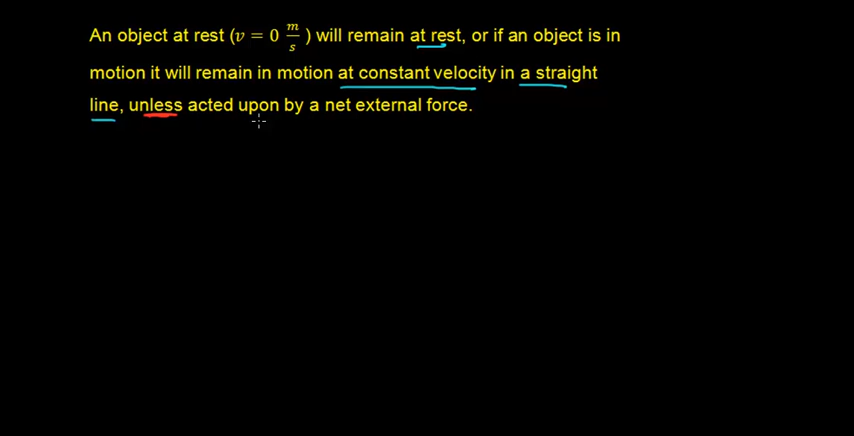 An object at rest (v = 0 m/s) will remain at rest, or if an object is in
motion it will remain in motion at constant velocity in a straight
line, unless acted upon by a net external force.